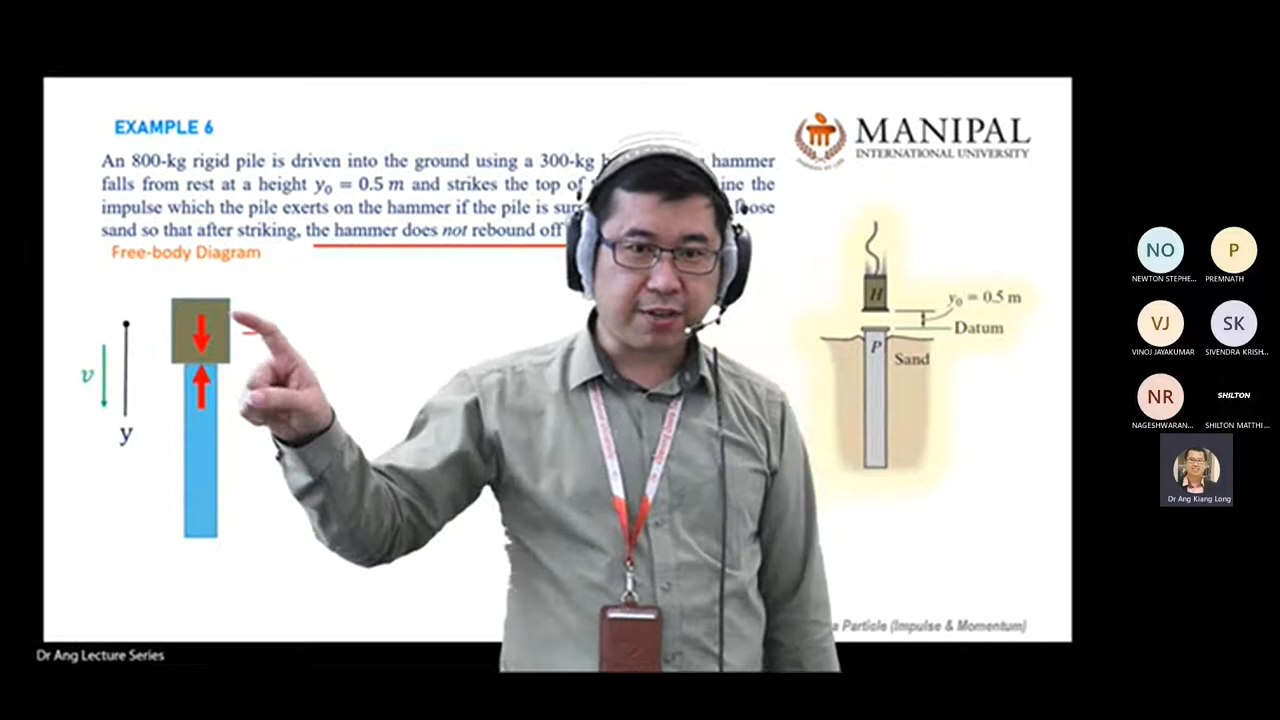 EXAMPLE 6
An 800-kg rigid pile is driven into the ground using a 300-kg hammer
falls from rest at a height y₀ = 0.5 m and strikes the top of the
impulse which the pile exerts on the hammer if the pile is loose
sand so that after striking, the hammer does not rebound off
Free-body Diagram
v
y
MANIPAL
INTERNATIONAL UNIVERSITY
H
y₀ = 0.5 m
Datum
P
Sand
a Particle (Impulse & Momentum)
Dr Ang Lecture Series
NO
P
NEWTON STEPHE...
PREMNATH
VJ
SK
VINOJ JAYAKUMAR
SIVENDRA KRISH...
NR
SHILTON
NAGESHWARAN...
SHILTON MATTHI...
Dr Ang Kiang Long